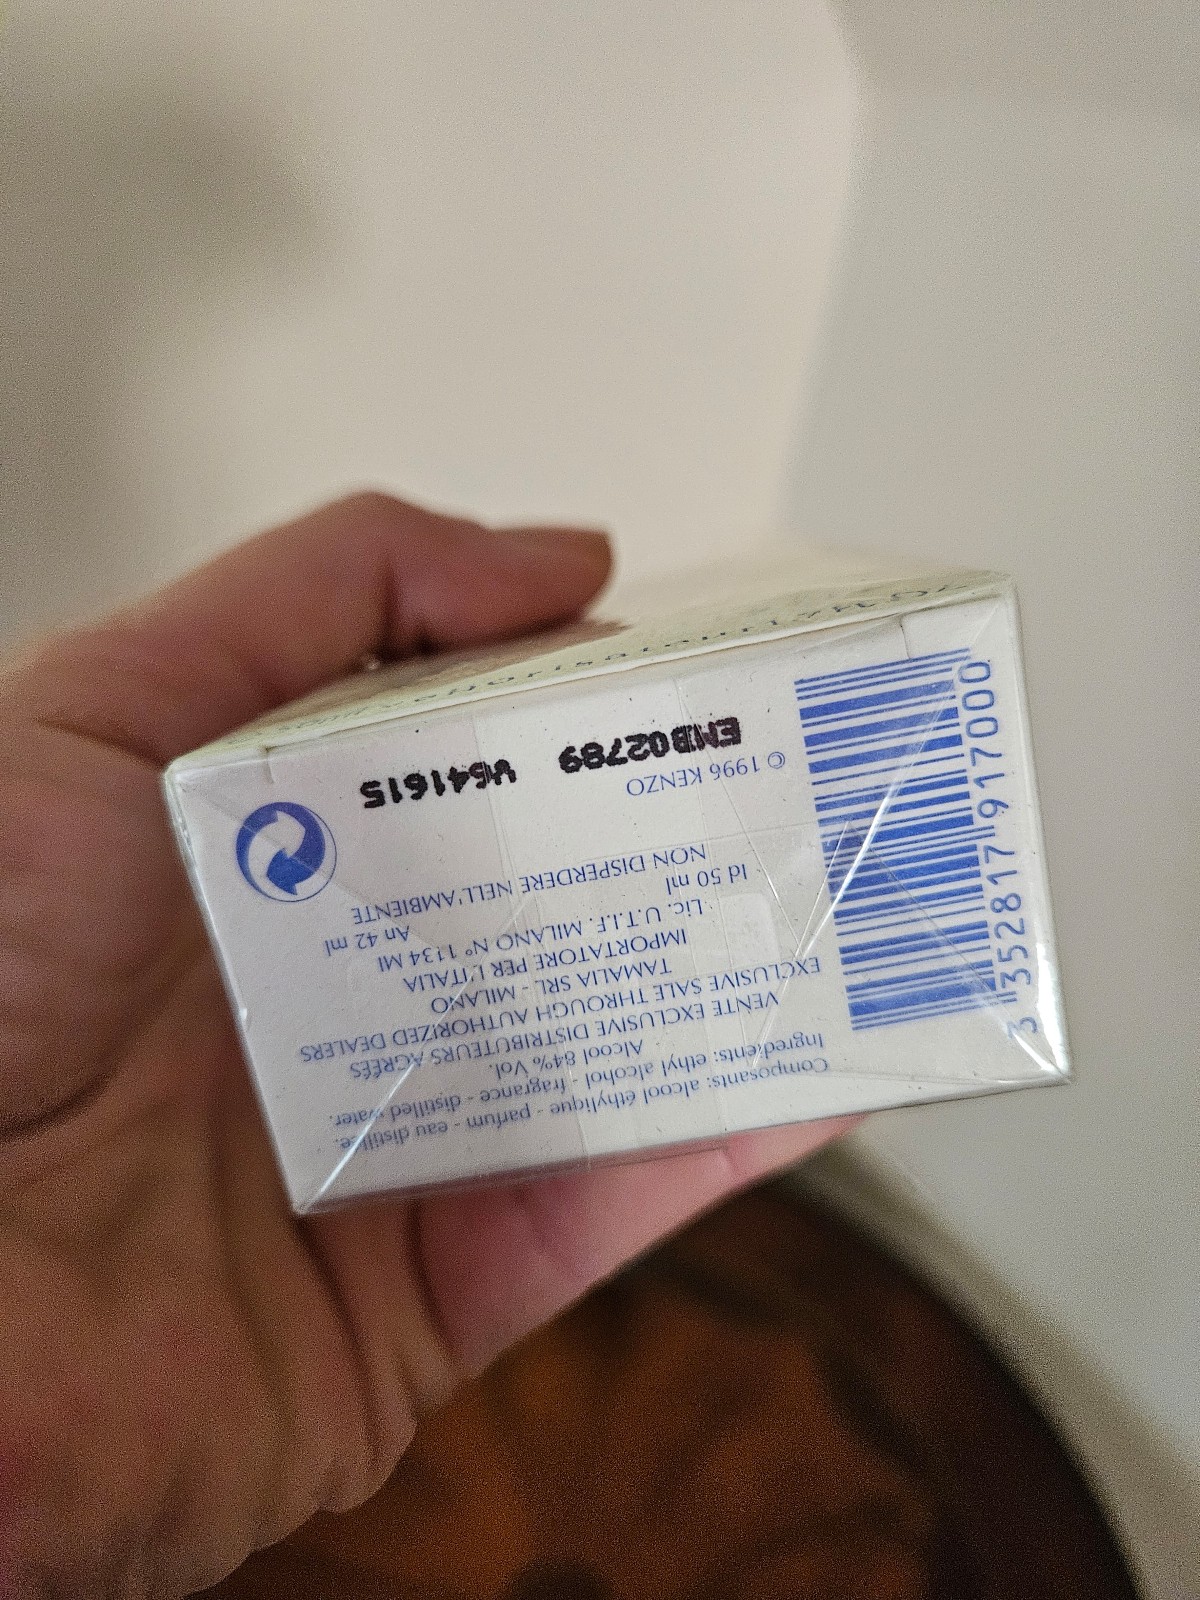 Composants: alcool éthylique - parfum - eau distillée.
Ingredients: ethyl alcohol - fragrance - distilled water.
Alcool 84% Vol.
VENTE EXCLUSIVE DISTRIBUTEURS AGRÉÉS
EXCLUSIVE SALE THROUGH AUTHORIZED DEALERS
TAMALIA SRL - MILANO
IMPORTATORE PER L'ITALIA
Lic. U.T.I.F. MILANO N° 1134 MI
Id 50 ml An 42 ml
NON DISPERDERE NELL'AMBIENTE
© 1996 KENZO
EMB02789 V641615
3 352817 917000